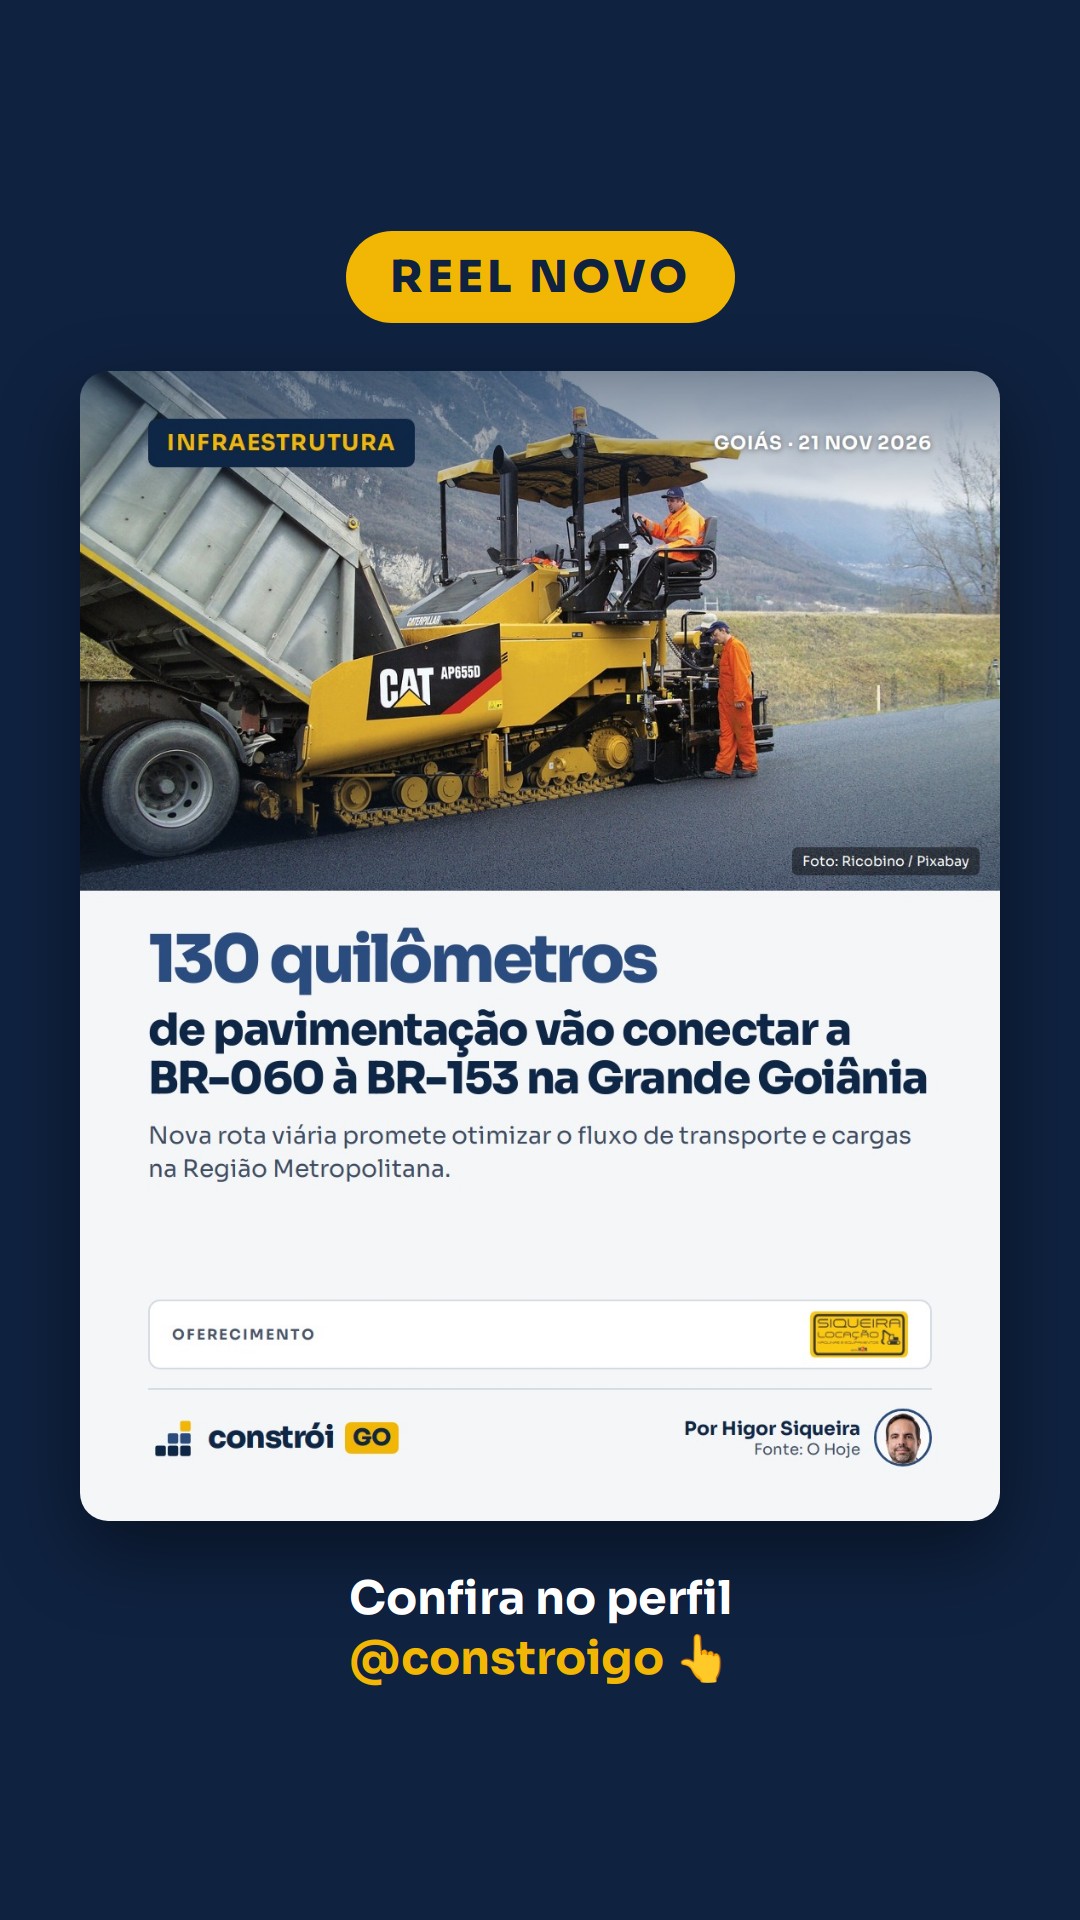 REEL NOVO
INFRAESTRUTURA
GOIÁS · 21 NOV 2026
CATERPILLAR
CAT AP655D
Foto: Ricobino / Pixabay
130 quilômetros
de pavimentação vão conectar a
BR-060 à BR-153 na Grande Goiânia
Nova rota viária promete otimizar o fluxo de transporte e cargas
na Região Metropolitana.
OFERECIMENTO
SIQUEIRA
LOCAÇÃO
constrói GO
Por Higor Siqueira
Fonte: O Hoje
Confira no perfil
@constroigo 👆